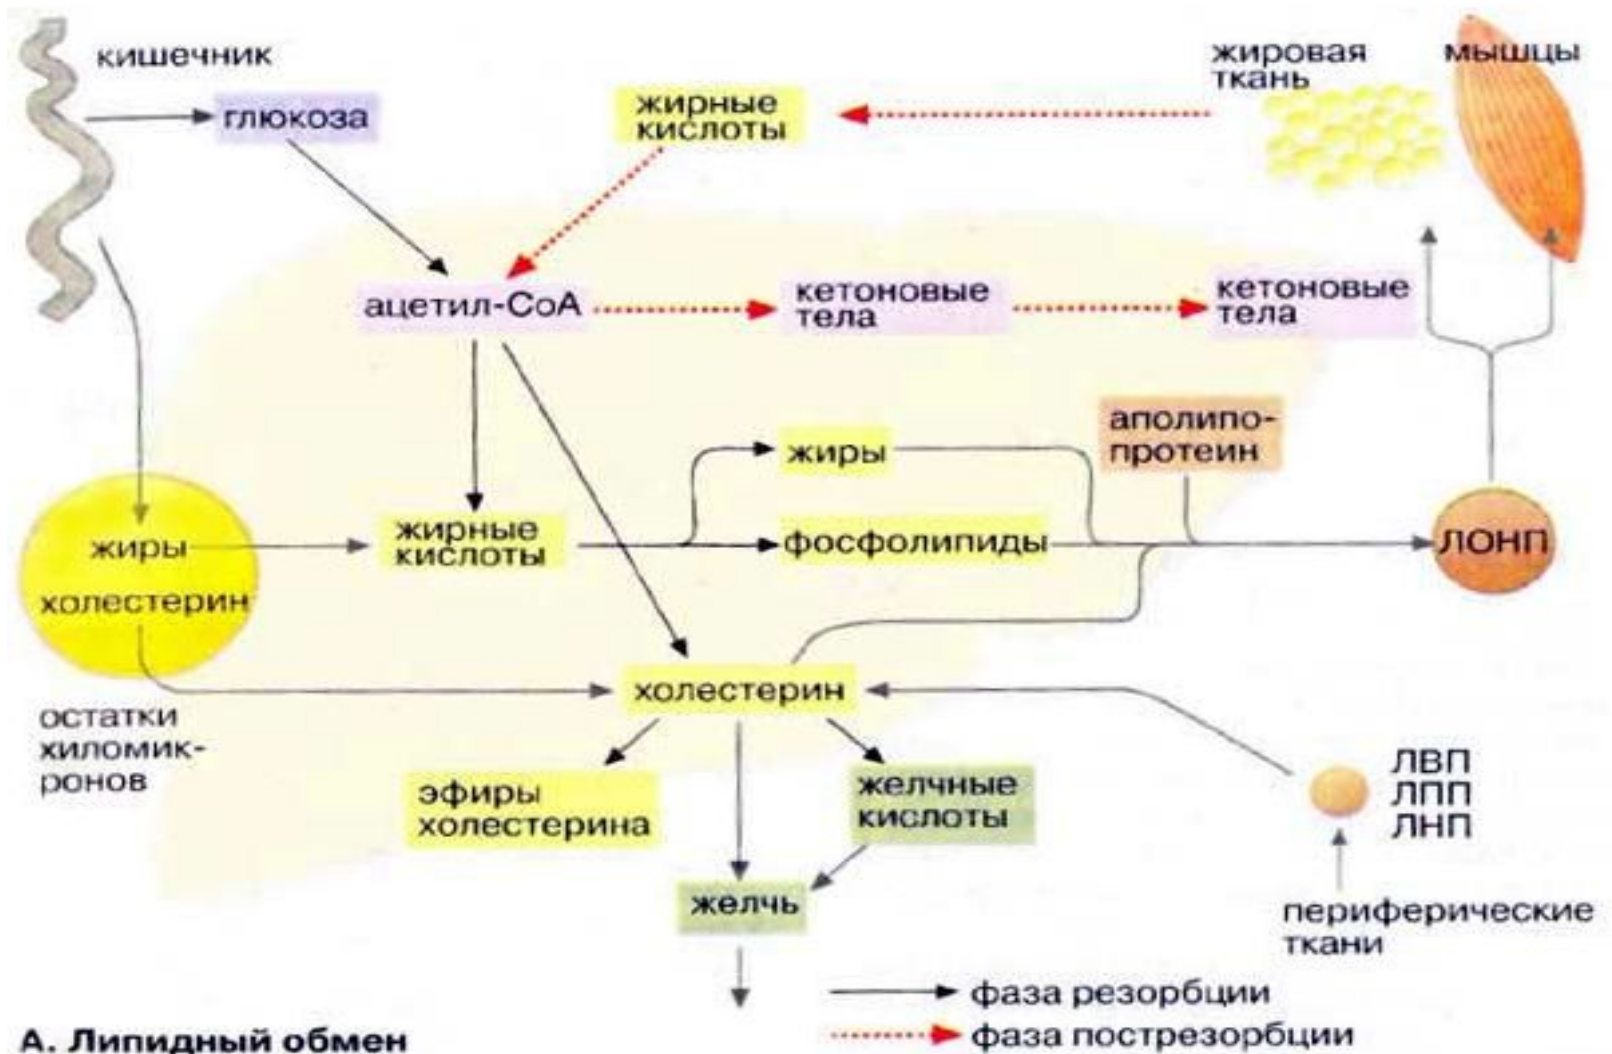 кишечник
глюкоза
жирные
кислоты
жировая
ткань
мышцы
ацетил-СоА
кетоновые
тела
кетоновые
тела
аполипо-
протеин
жиры
жиры
холестерин
жирные
кислоты
фосфолипиды
ЛОНП
холестерин
остатки
хиломик-
ронов
эфиры
холестерина
желчные
кислоты
желчь
ЛВП
ЛПП
ЛНП
периферические
ткани
фаза резорбции
фаза пострезорбции
А. Липидный обмен